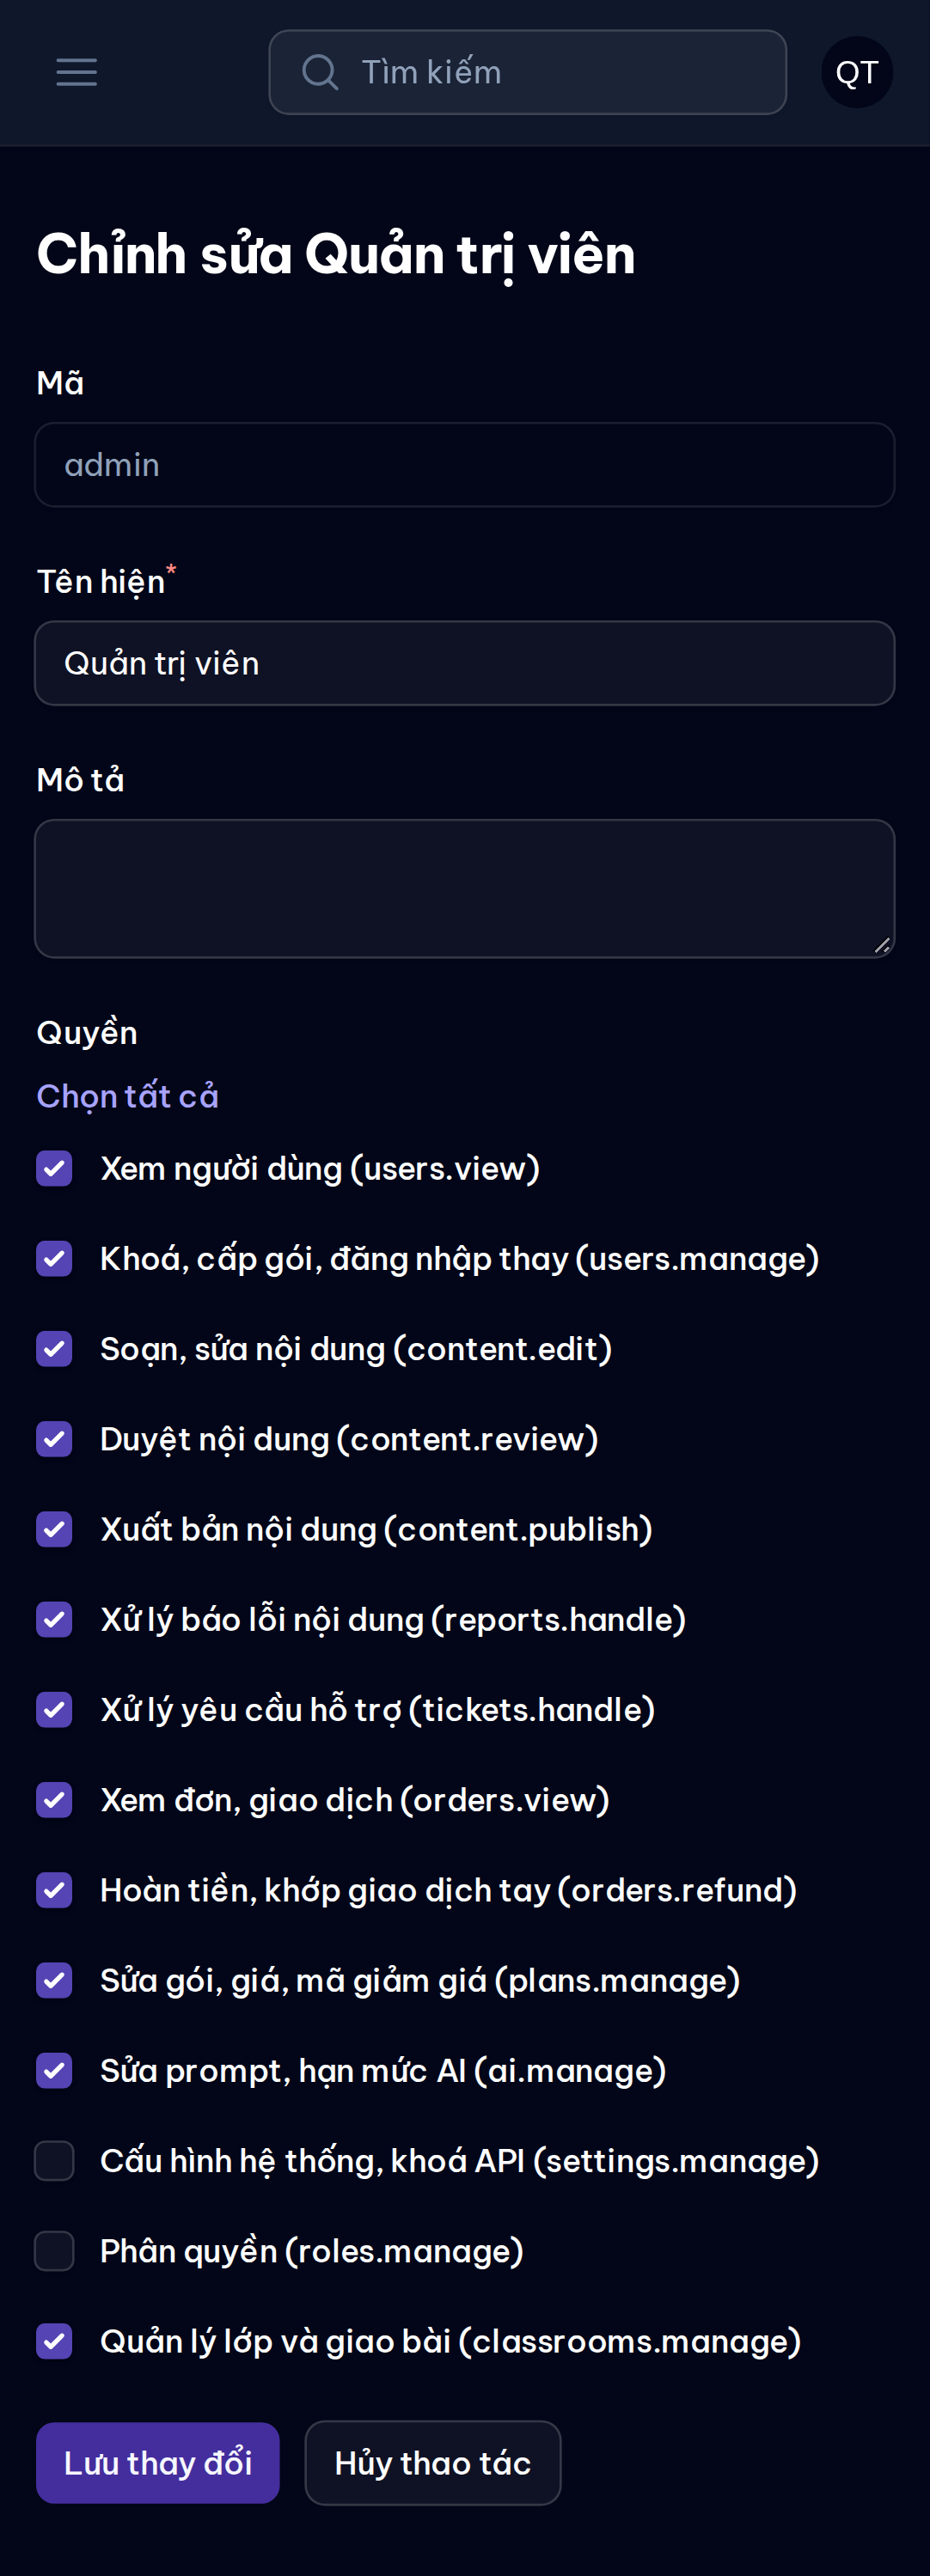 Tìm kiếm
QT
Chỉnh sửa Quản trị viên
Mã
admin
Tên hiện*
Quản trị viên
Mô tả
Quyền
Chọn tất cả
Xem người dùng (users.view)
Khoá, cấp gói, đăng nhập thay (users.manage)
Soạn, sửa nội dung (content.edit)
Duyệt nội dung (content.review)
Xuất bản nội dung (content.publish)
Xử lý báo lỗi nội dung (reports.handle)
Xử lý yêu cầu hỗ trợ (tickets.handle)
Xem đơn, giao dịch (orders.view)
Hoàn tiền, khớp giao dịch tay (orders.refund)
Sửa gói, giá, mã giảm giá (plans.manage)
Sửa prompt, hạn mức AI (ai.manage)
Cấu hình hệ thống, khoá API (settings.manage)
Phân quyền (roles.manage)
Quản lý lớp và giao bài (classrooms.manage)
Lưu thay đổi
Hủy thao tác